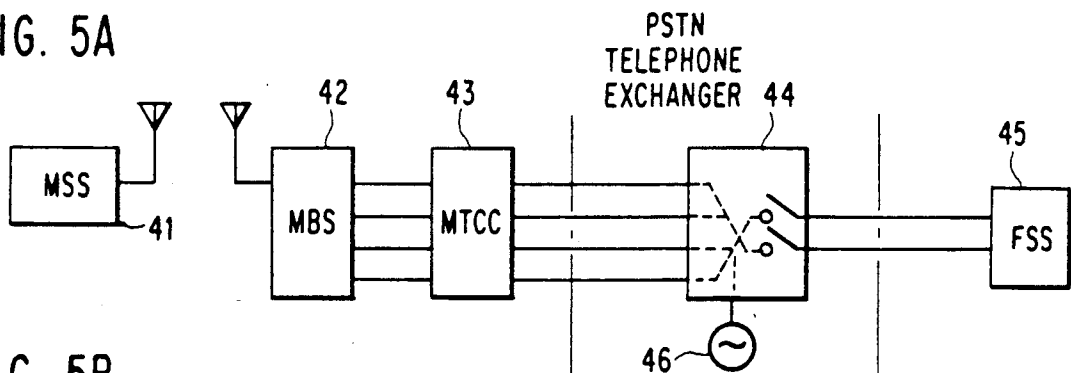 IG. 5A
PSTN
TELEPHONE
EXCHANGER 44
42
43
45
MSS
41
MBS
MTCC
FSS
46
G. 5B